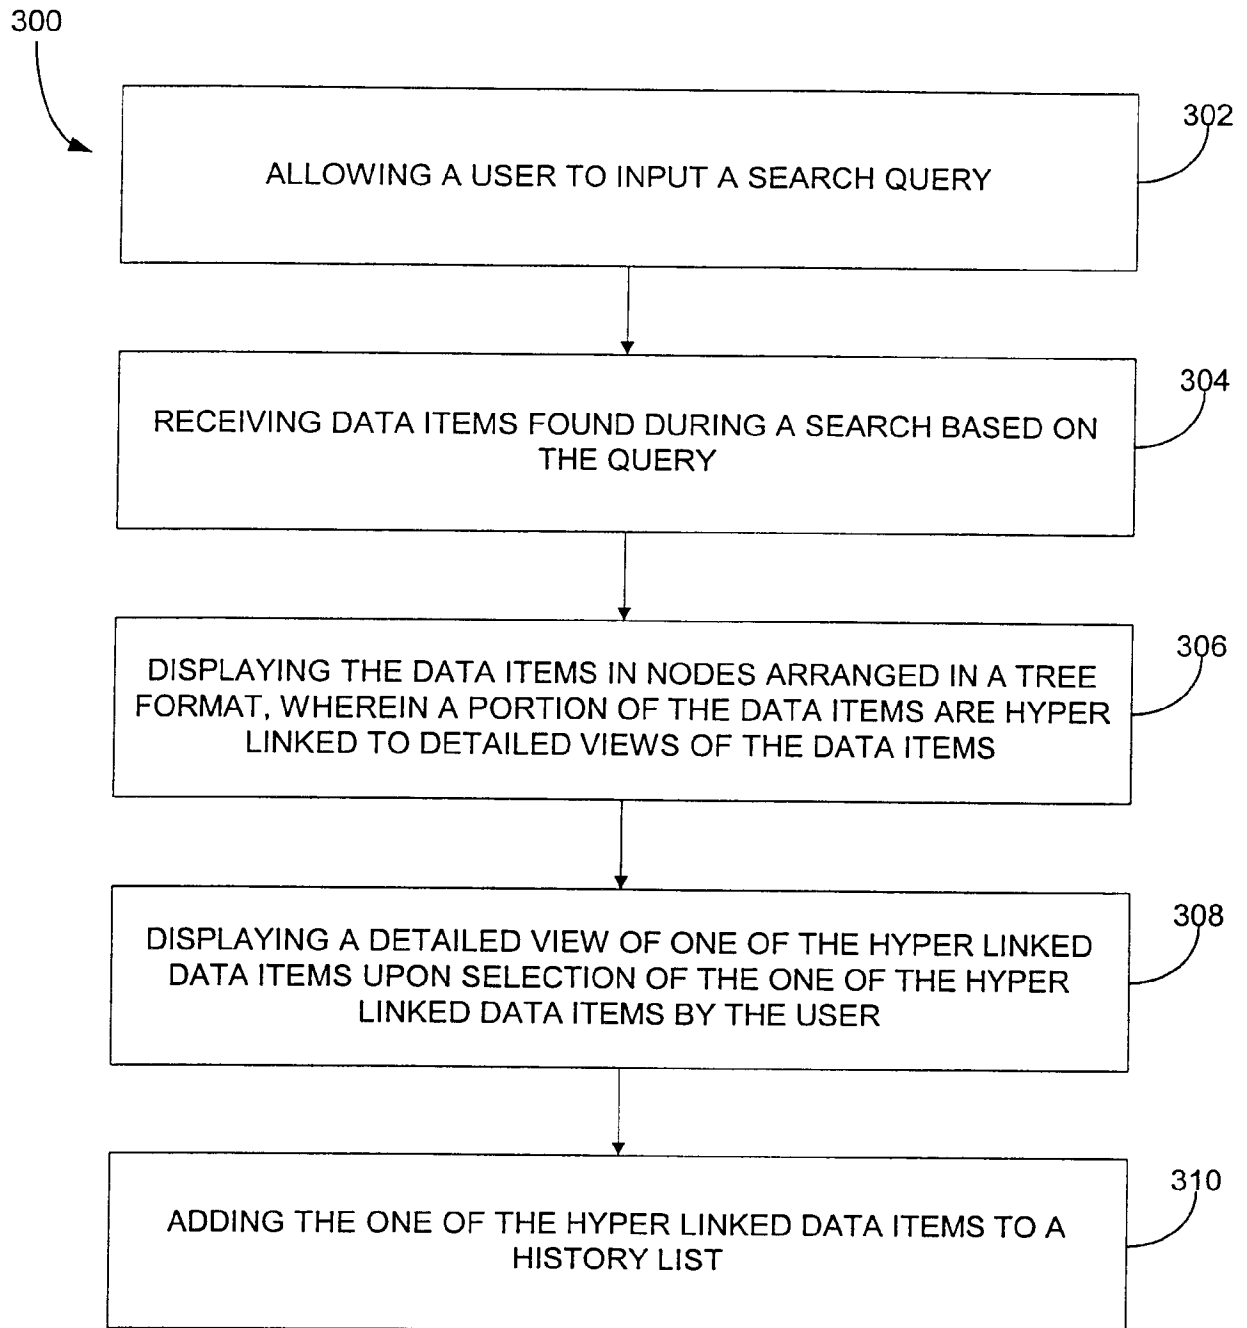 300
302
ALLOWING A USER TO INPUT A SEARCH QUERY
304
RECEIVING DATA ITEMS FOUND DURING A SEARCH BASED ON
THE QUERY
306
DISPLAYING THE DATA ITEMS IN NODES ARRANGED IN A TREE
FORMAT, WHEREIN A PORTION OF THE DATA ITEMS ARE HYPER
LINKED TO DETAILED VIEWS OF THE DATA ITEMS
308
DISPLAYING A DETAILED VIEW OF ONE OF THE HYPER LINKED
DATA ITEMS UPON SELECTION OF THE ONE OF THE HYPER
LINKED DATA ITEMS BY THE USER
310
ADDING THE ONE OF THE HYPER LINKED DATA ITEMS TO A
HISTORY LIST